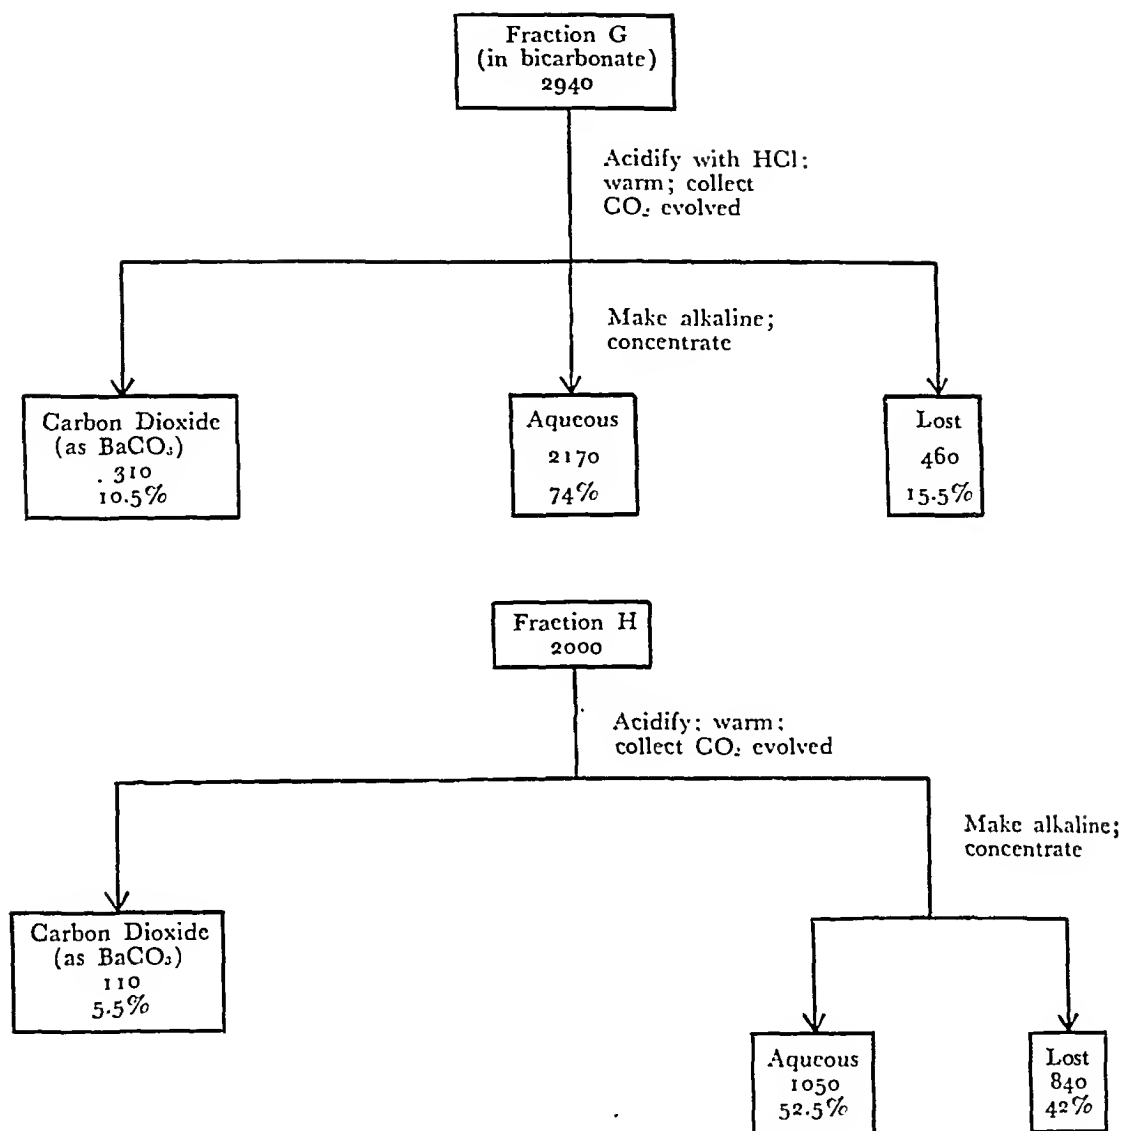 Fraction G
(in bicarbonate)
2940
Acidify with HCl;
warm; collect
CO₂ evolved
Make alkaline;
concentrate
Carbon Dioxide
(as BaCO₃)
. 310
10.5%
Aqueous
2170
74%
Lost
460
15.5%
Fraction H
2000
Acidify; warm;
collect CO₂ evolved
Make alkaline;
concentrate
Carbon Dioxide
(as BaCO₃)
110
5.5%
Aqueous
1050
52.5%
Lost
840
42%